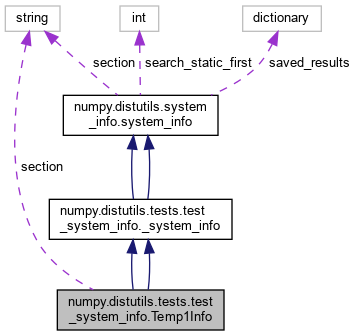 string
int
dictionary
section
search_static_first
saved_results
numpy.distutils.system
_info.system_info
numpy.distutils.tests.test
_system_info._system_info
section
numpy.distutils.tests.test
_system_info.Temp1Info